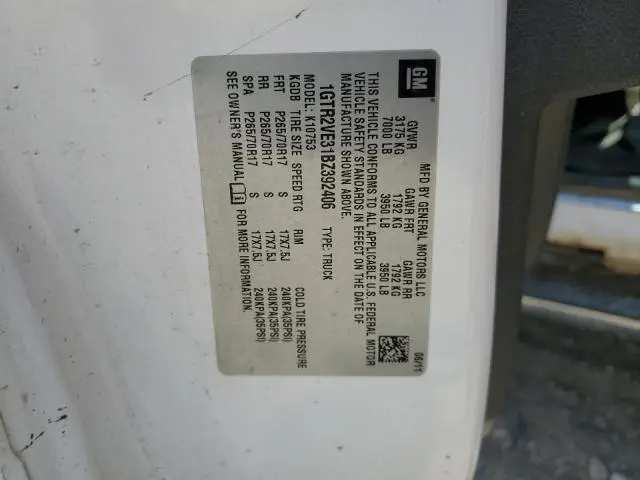 GM
MFD BY GENERAL MOTORS LLC
GVWR GAWR FRT GAWR RR
3175 KG 1792 KG 1792 KG
7000 LB 3950 LB 3950 LB
06/11
THIS VEHICLE CONFORMS TO ALL APPLICABLE U.S. FEDERAL MOTOR
VEHICLE SAFETY STANDARDS IN EFFECT ON THE DATE OF
MANUFACTURE SHOWN ABOVE.
1GTR2VE31BZ392406 TYPE: TRUCK
MODEL: K10753
KGDB TIRE SIZE SPEED RTG RIM COLD TIRE PRESSURE
FRT P265/70R17 S 17X7.5J 240KPA(35PSI)
RR P265/70R17 S 17X7.5J 240KPA(35PSI)
SPA P265/70R17 S 17X7.5J 240KPA(35PSI)
SEE OWNER'S MANUAL FOR MORE INFORMATION.